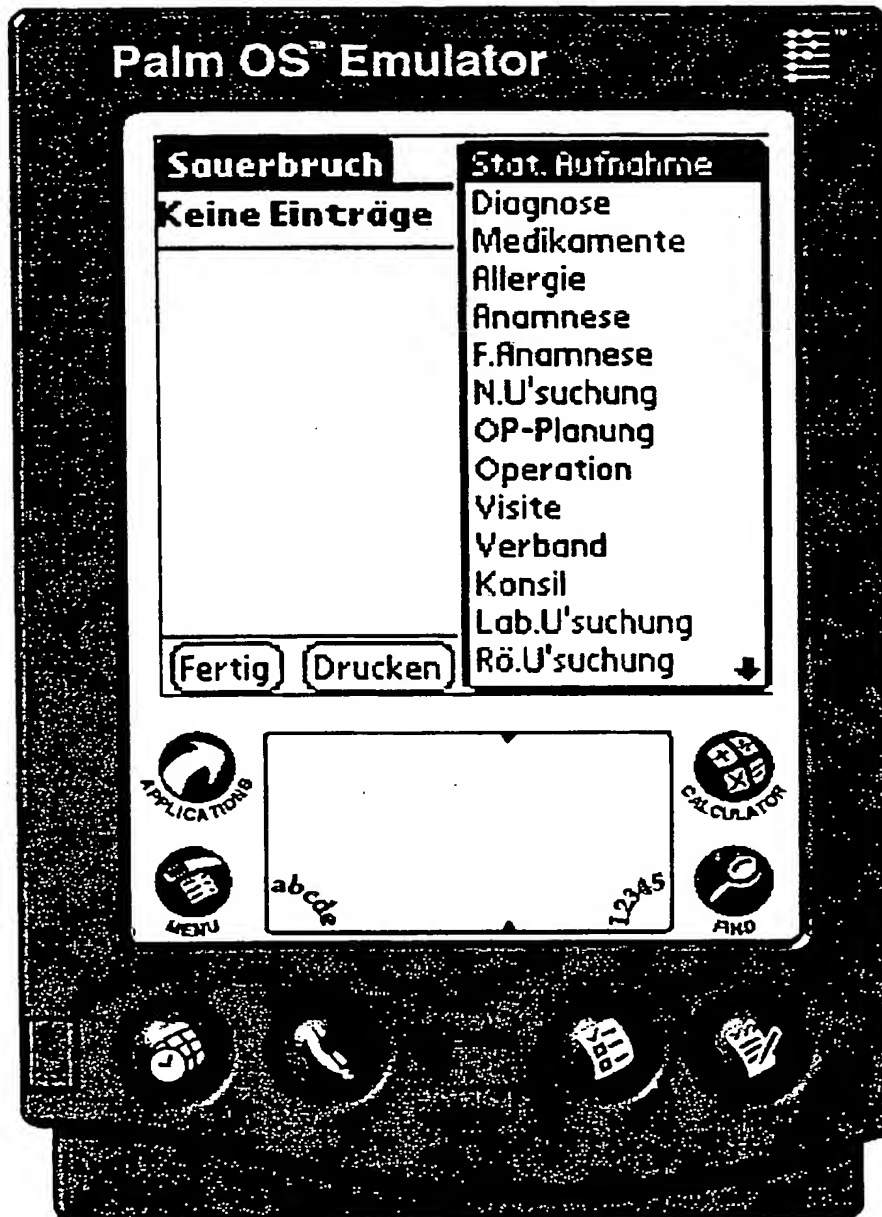 Palm OS™ Emulator
™
Sauerbruch
Keine Einträge
Fertig
Drucken
Stat. Aufnahme
Diagnose
Medikamente
Allergie
Anamnese
F.Anamnese
N.U'suchung
OP-Planung
Operation
Visite
Verband
Konsil
Lab.U'suchung
Rö.U'suchung
APPLICATIONS
CALCULATOR
MENU
abcde
12345
FIND